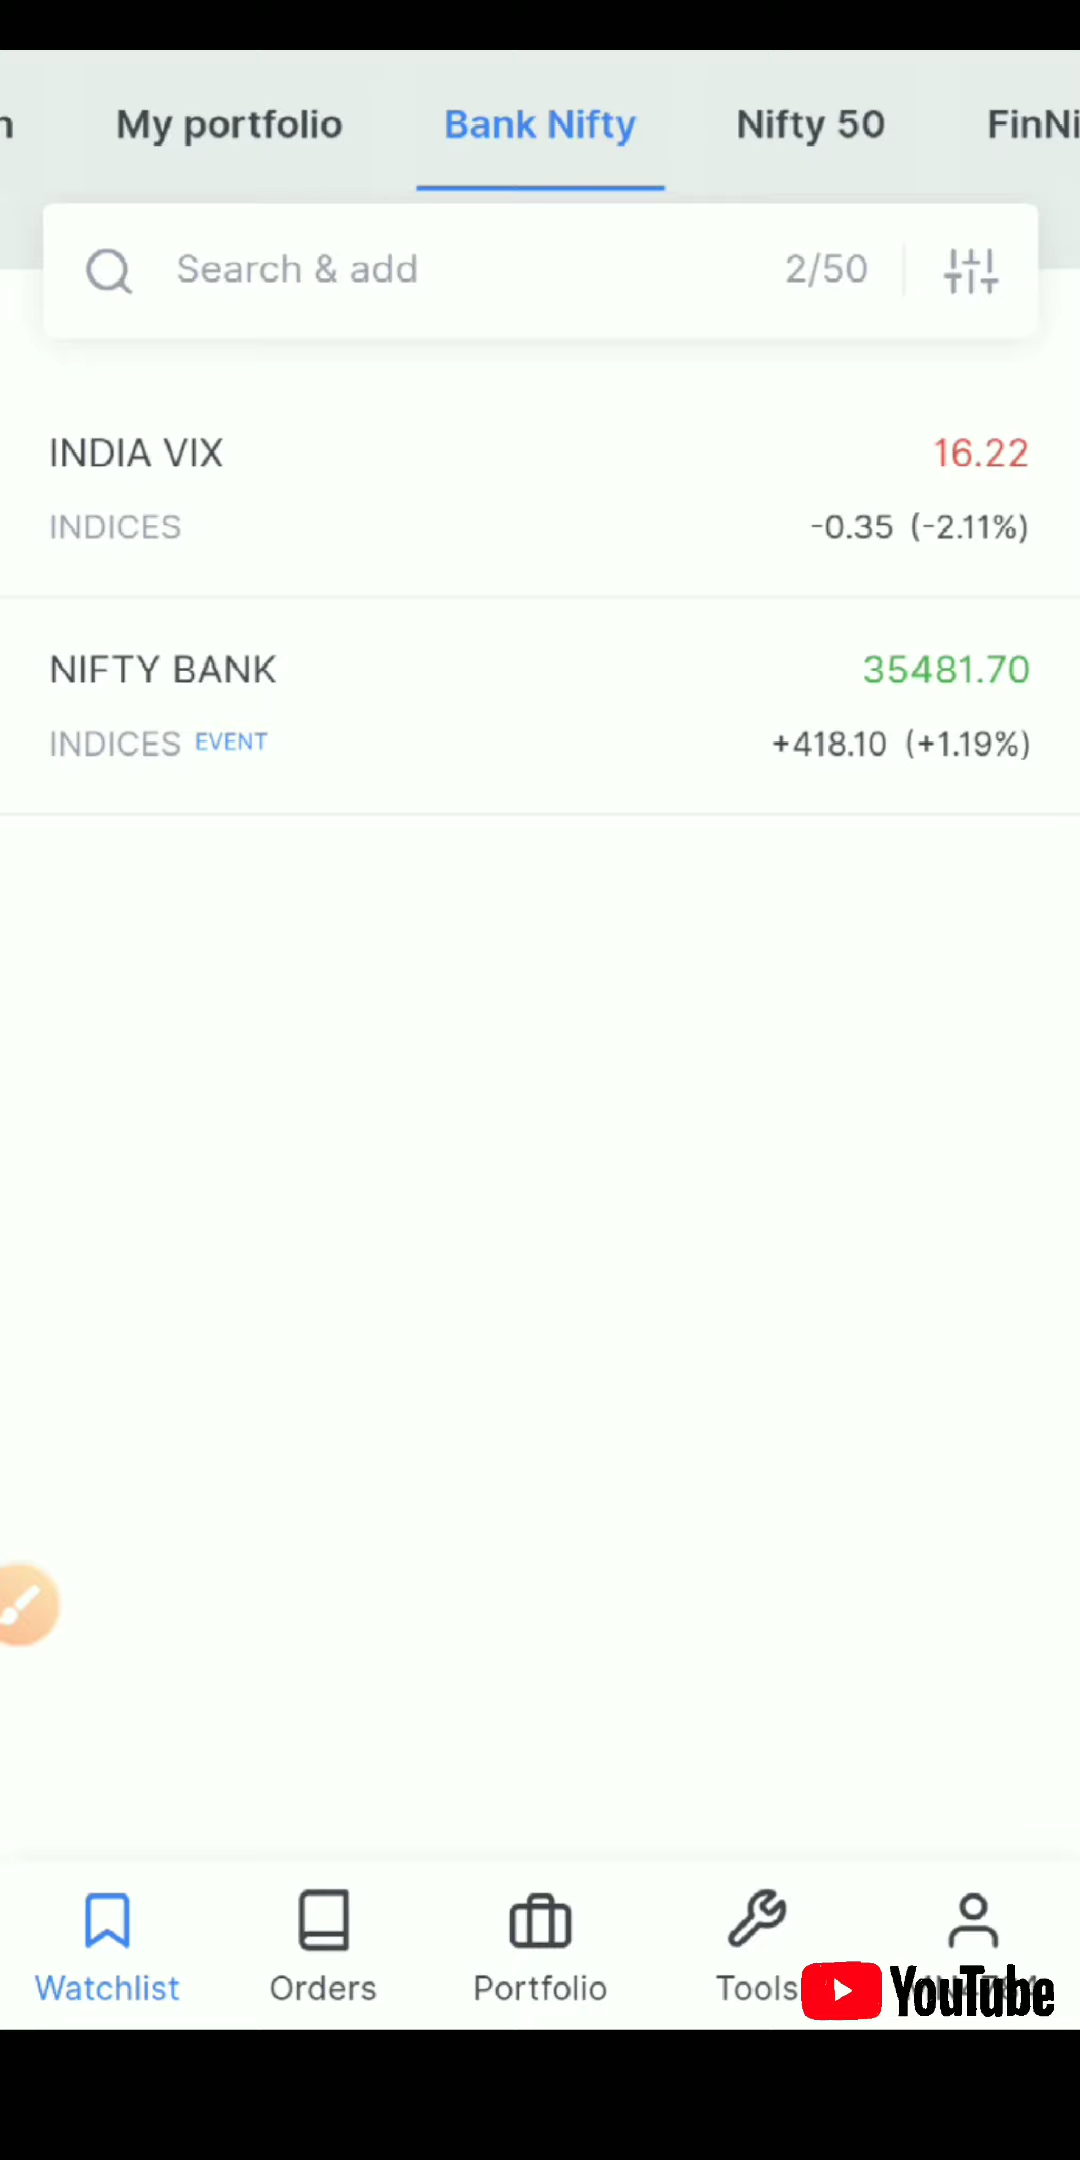 My portfolio Bank Nifty Nifty 50 FinNi
Search & add 2/50
INDIA VIX 16.22
INDICES -0.35 (-2.11%)
NIFTY BANK 35481.70
INDICES EVENT +418.10 (+1.19%)
Watchlist Orders Portfolio Tools
YouTube